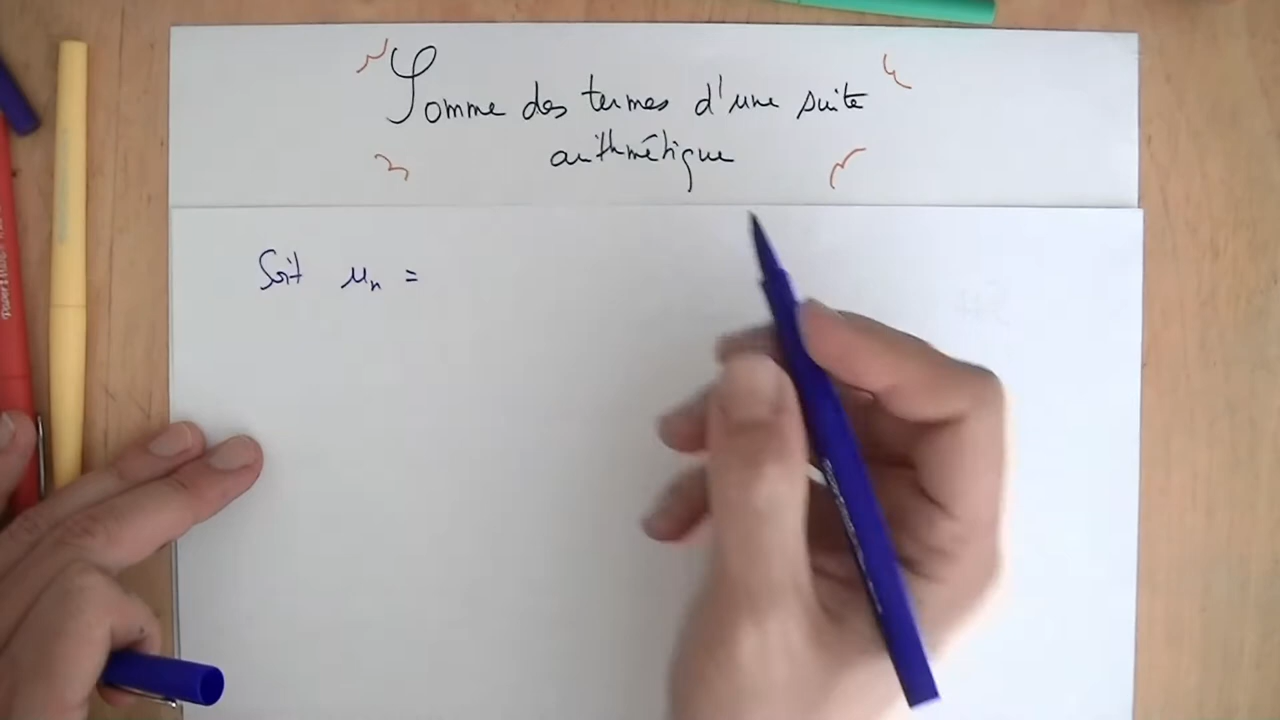 Somme des termes d'une suite
arithmétique
Soit un =